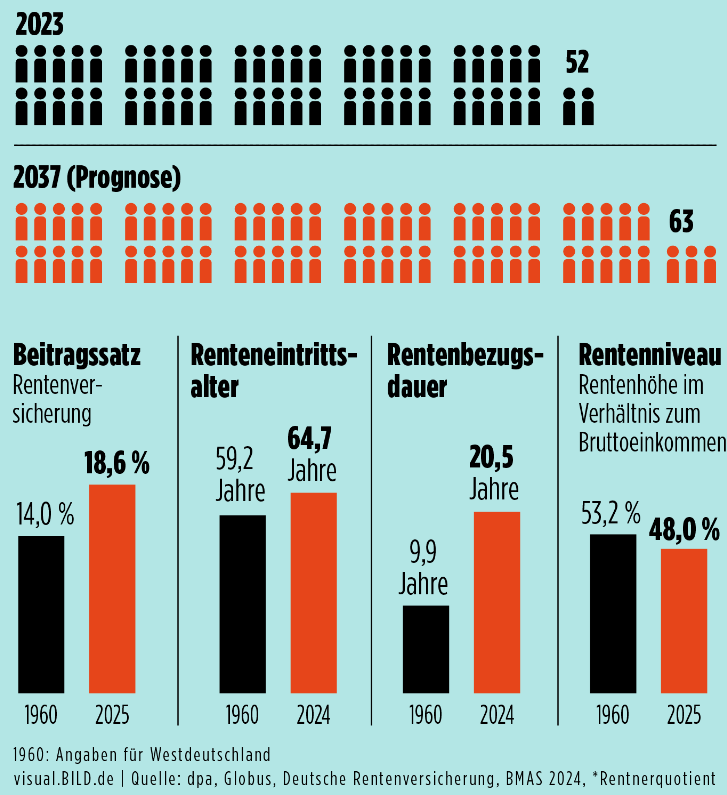 2023
52
2037 (Prognose)
63
Beitragssatz
Rentenver-
sicherung
18,6 %
14,0 %
1960 2025
Renteneintritts-
alter
64,7
Jahre
59,2
Jahre
1960 2024
Rentenbezugs-
dauer
20,5
Jahre
9,9
Jahre
1960 2024
Rentenniveau
Rentenhöhe im
Verhältnis zum
Bruttoeinkommen
53,2 %
48,0 %
1960 2025
1960: Angaben für Westdeutschland
visual.BILD.de | Quelle: dpa, Globus, Deutsche Rentenversicherung, BMAS 2024, *Rentnerquotient